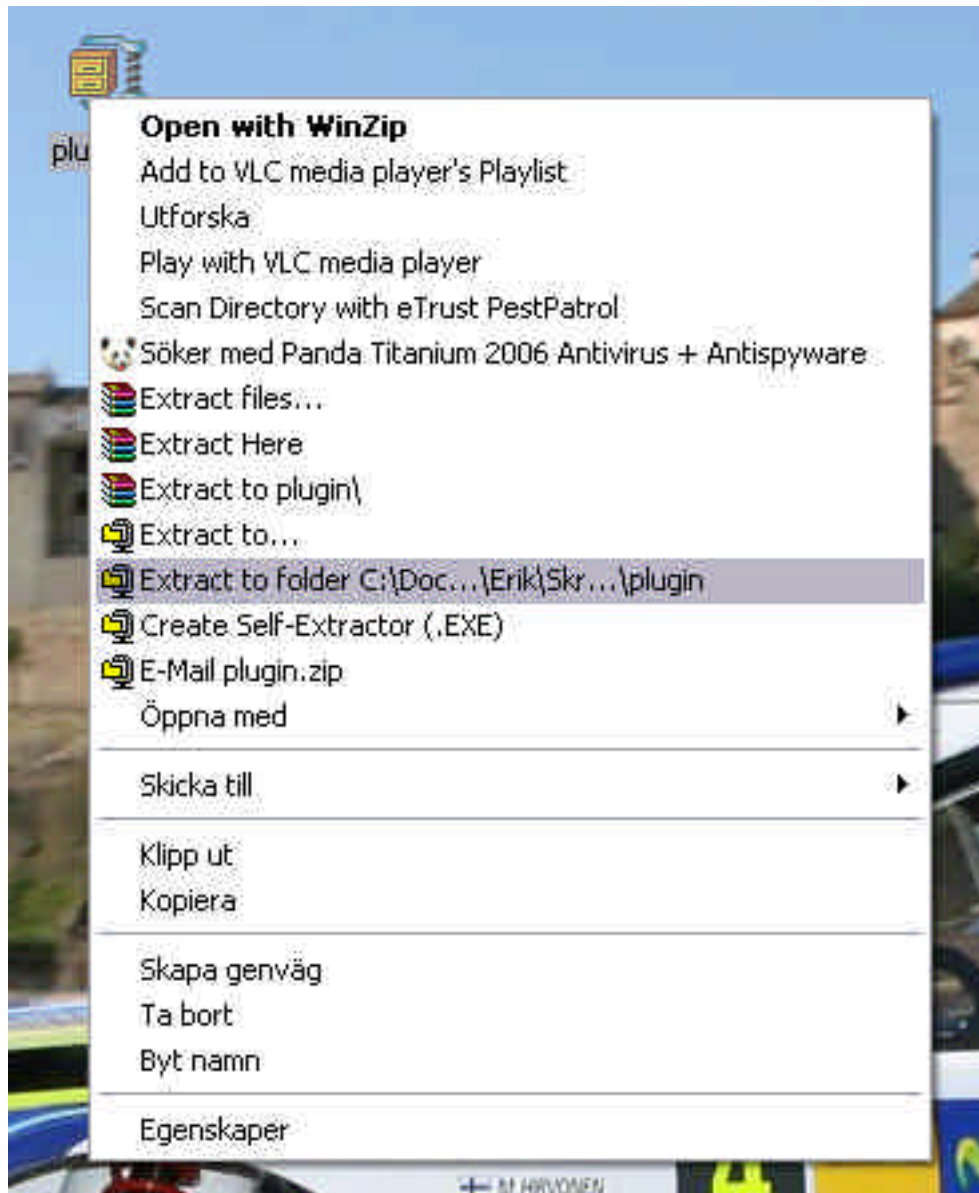 plu
Open with WinZip
Add to VLC media player's Playlist
Utforska
Play with VLC media player
Scan Directory with eTrust PestPatrol
Söker med Panda Titanium 2006 Antivirus + Antispyware
Extract files...
Extract Here
Extract to plugin\
Extract to...
Extract to folder C:\Doc...\Erik\Skr...\plugin
Create Self-Extractor (.EXE)
E-Mail plugin.zip
Öppna med
Skicka till
Klipp ut
Kopiera
Skapa genväg
Ta bort
Byt namn
Egenskaper
M.HIRVONEN